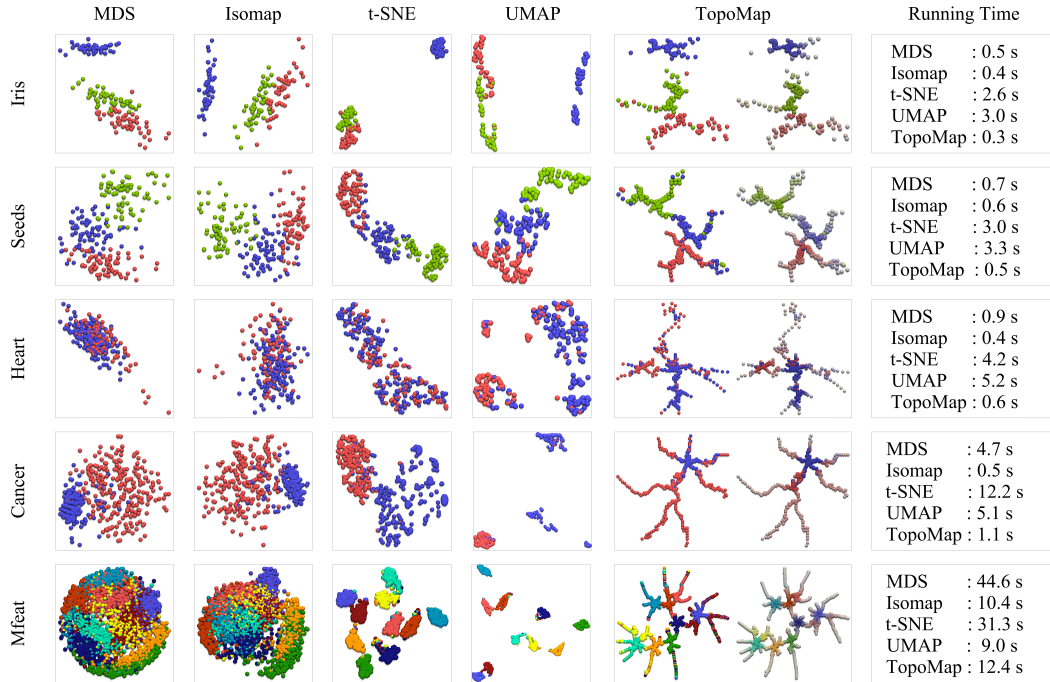 MDS Isomap t-SNE UMAP TopoMap Running Time
Iris
MDS : 0.5 s
Isomap : 0.4 s
t-SNE : 2.6 s
UMAP : 3.0 s
TopoMap : 0.3 s
Seeds
MDS : 0.7 s
Isomap : 0.6 s
t-SNE : 3.0 s
UMAP : 3.3 s
TopoMap : 0.5 s
Heart
MDS : 0.9 s
Isomap : 0.4 s
t-SNE : 4.2 s
UMAP : 5.2 s
TopoMap : 0.6 s
Cancer
MDS : 4.7 s
Isomap : 0.5 s
t-SNE : 12.2 s
UMAP : 5.1 s
TopoMap : 1.1 s
Mfeat
MDS : 44.6 s
Isomap : 10.4 s
t-SNE : 31.3 s
UMAP : 9.0 s
TopoMap : 12.4 s